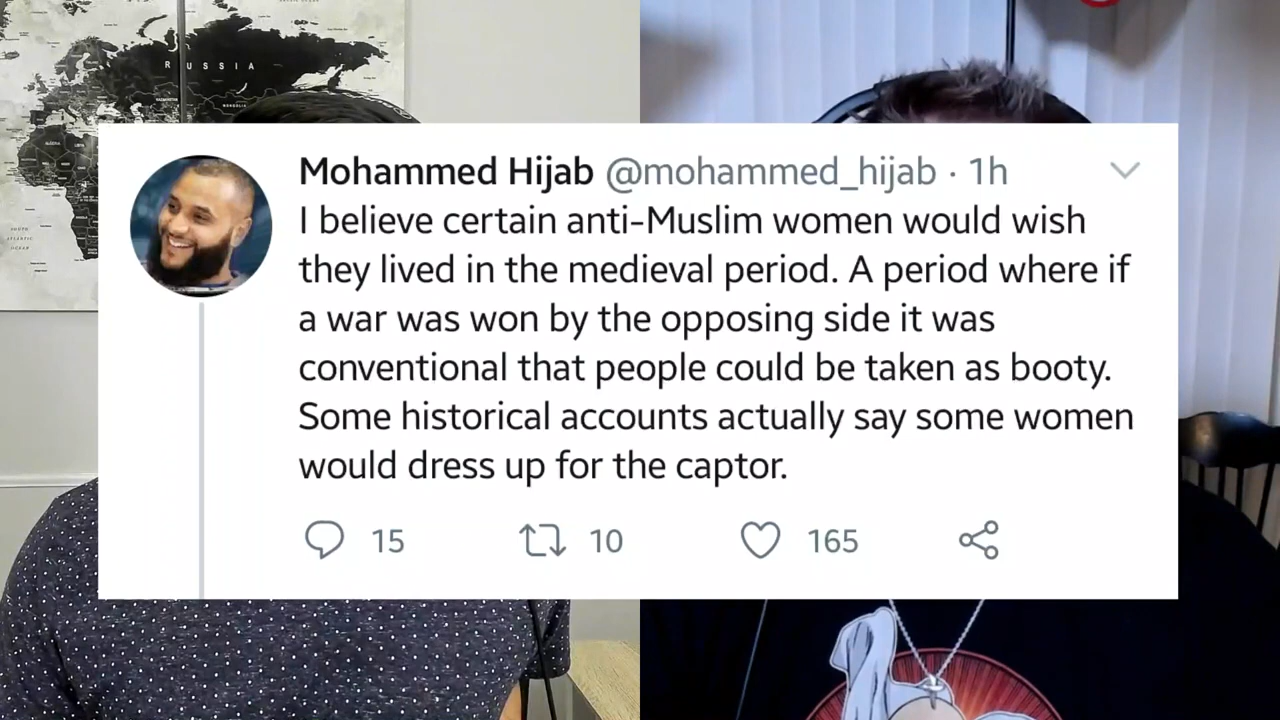 RUSSIA
MONGOLIA
Mohammed Hijab @mohammed_hijab · 1h
I believe certain anti-Muslim women would wish
they lived in the medieval period. A period where if
a war was won by the opposing side it was
conventional that people could be taken as booty.
Some historical accounts actually say some women
would dress up for the captor.
15 10 165